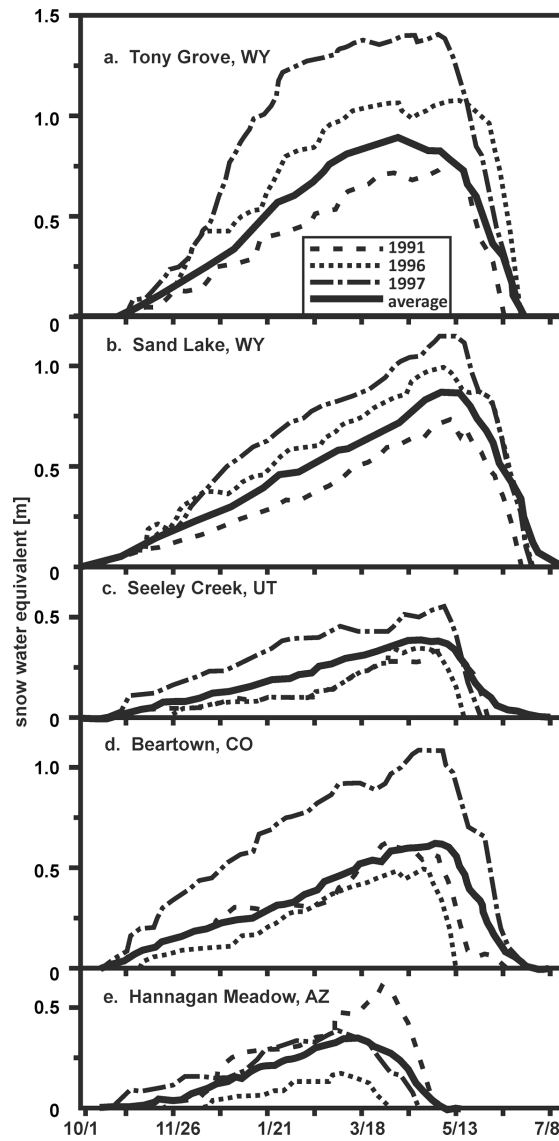 1.5
a. Tony Grove, WY
1.0
0.5
1991
1996
1997
average
0
b. Sand Lake, WY
1.0
0.5
0
snow water equivalent [m]
c. Seeley Creek, UT
0.5
0
d. Beartown, CO
1.0
0.5
0
e. Hannagan Meadow, AZ
0.5
0
10/1 11/26 1/21 3/18 5/13 7/8